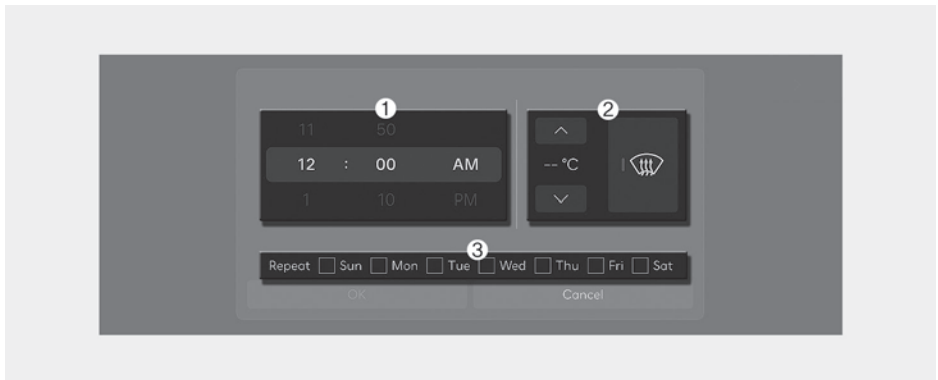 1
2
11 50
12 : 00 AM
1 10 PM
-- °C
3
Repeat Sun Mon Tue Wed Thu Fri Sat
OK Cancel